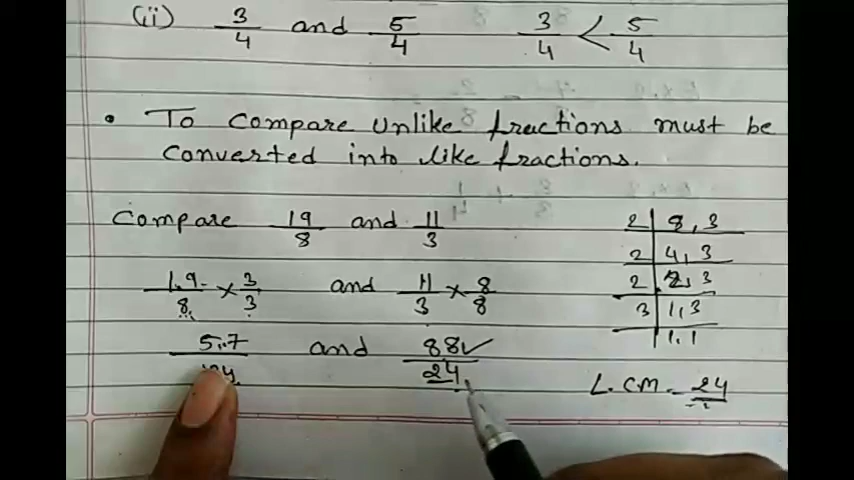 (ii) 3/4 and 5/4 3/4 < 5/4
• To compare unlike fractions must be
converted into like fractions.
Compare 19/8 and 11/3
19/8 × 3/3 and 11/3 × 8/8
57/24 and 88/24 ✓
2 | 8, 3
2 | 4, 3
2 | 2, 3
3 | 1, 3
1, 1
L.CM - 24